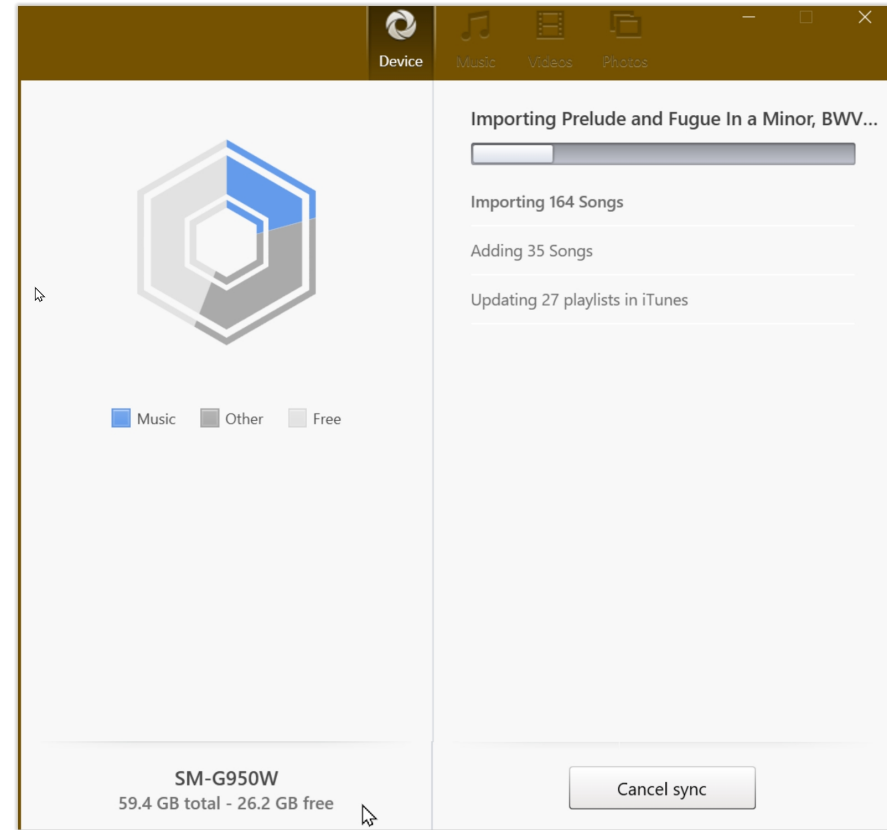 Device
Music
Videos
Photos
Importing Prelude and Fugue In a Minor, BWV...
Importing 164 Songs
Adding 35 Songs
Updating 27 playlists in iTunes
Music
Other
Free
SM-G950W
59.4 GB total - 26.2 GB free
Cancel sync